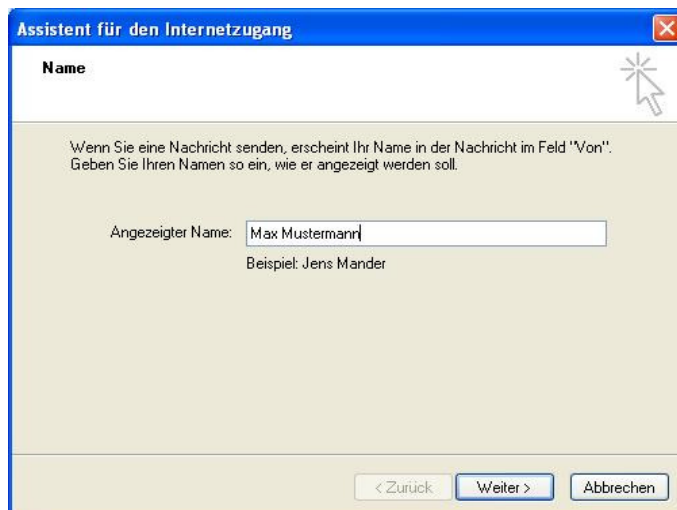 Assistent für den Internetzugang
Name
Wenn Sie eine Nachricht senden, erscheint Ihr Name in der Nachricht im Feld "Von".
Geben Sie Ihren Namen so ein, wie er angezeigt werden soll.
Angezeigter Name: Max Mustermann
Beispiel: Jens Mander
< Zurück Weiter > Abbrechen